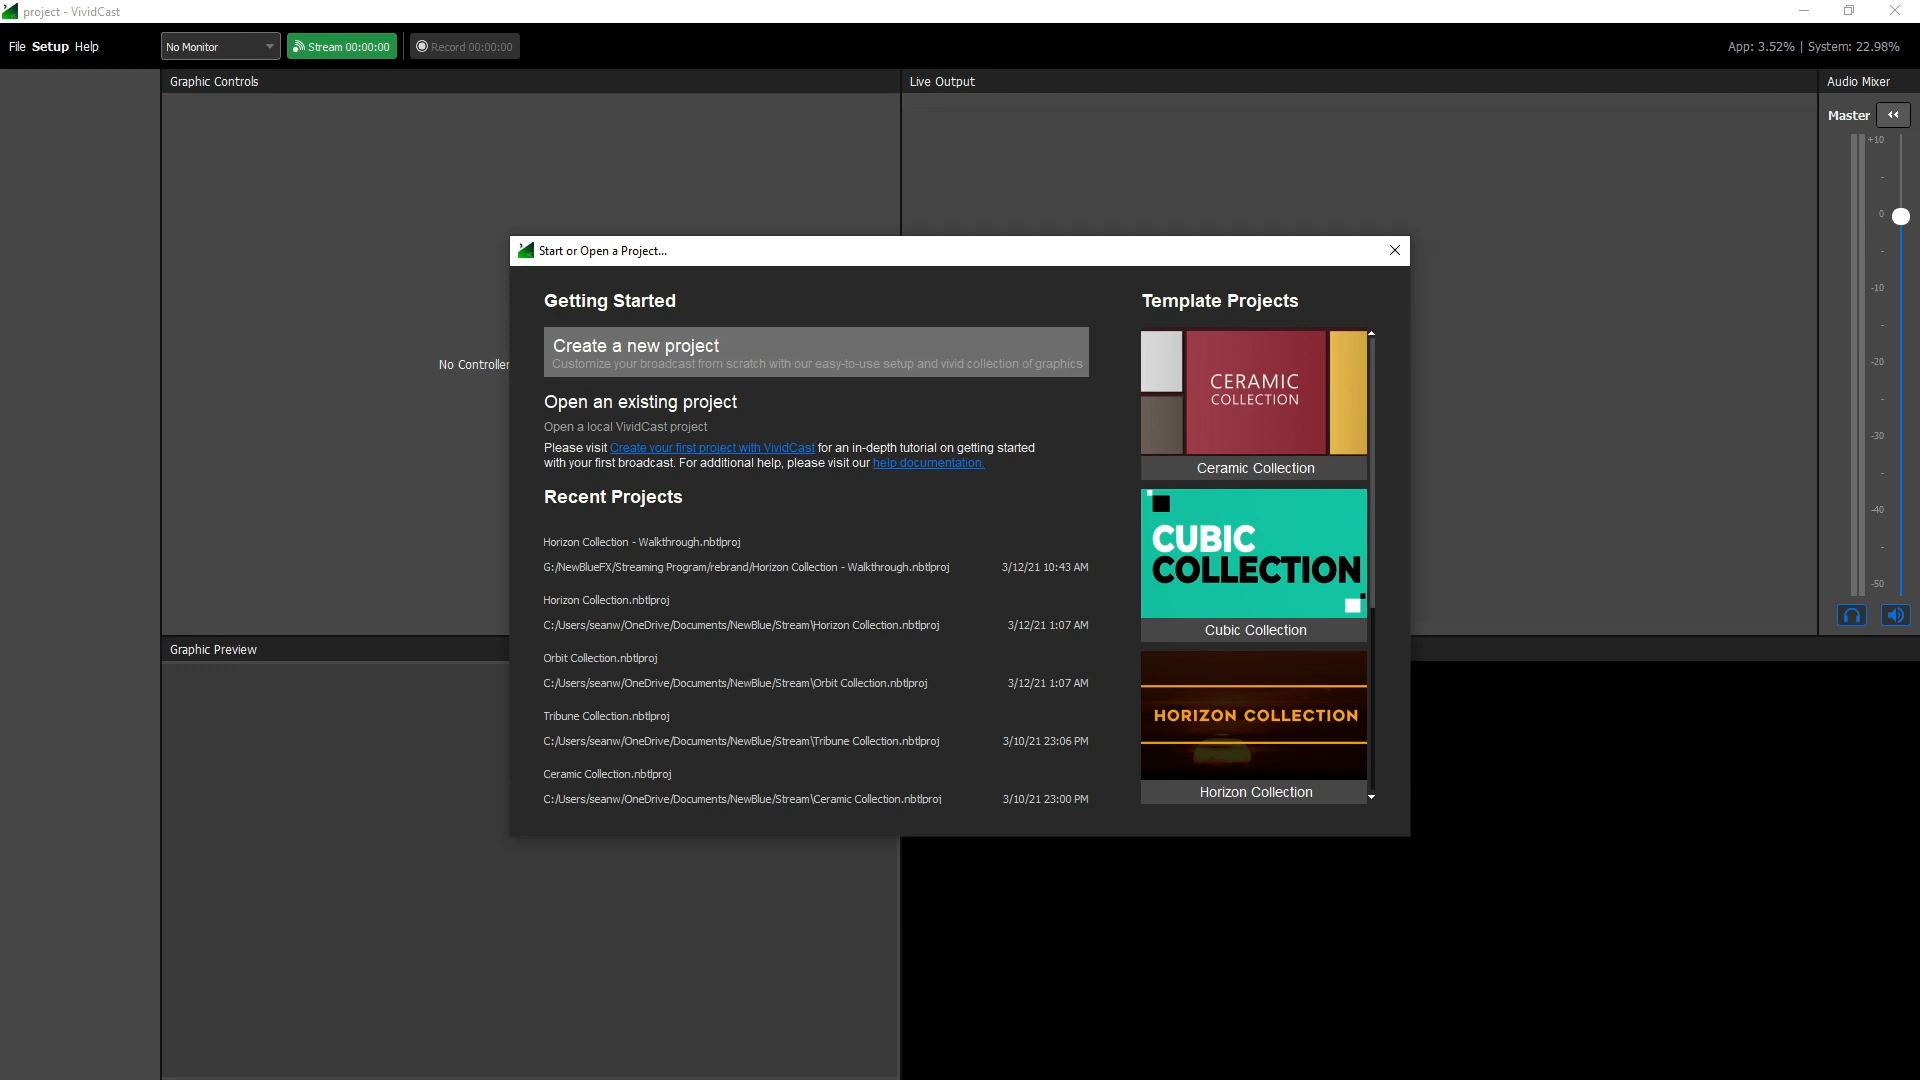 project - VividCast
File Setup Help
No Monitor
Stream 00:00:00
Record 00:00:00
App: 3.52% | System: 22.98%
Graphic Controls
Live Output
Audio Mixer
Master
+10
-
0
-
-10
-
-20
-
-30
-
-40
-
-50
No Controller
Graphic Preview
Start or Open a Project...
Getting Started
Create a new project
Customize your broadcast from scratch with our easy-to-use setup and vivid collection of graphics
Open an existing project
Open a local VividCast project
Please visit Create your first project with VividCast for an in-depth tutorial on getting started
with your first broadcast. For additional help, please visit our help documentation.
Recent Projects
Horizon Collection - Walkthrough.nbtlproj
G:/NewBlueFX/Streaming Program/rebrand/Horizon Collection - Walkthrough.nbtlproj 3/12/21 10:43 AM
Horizon Collection.nbtlproj
C:/Users/seanw/OneDrive/Documents/NewBlue/Stream\Horizon Collection.nbtlproj 3/12/21 1:07 AM
Orbit Collection.nbtlproj
C:/Users/seanw/OneDrive/Documents/NewBlue/Stream\Orbit Collection.nbtlproj 3/12/21 1:07 AM
Tribune Collection.nbtlproj
C:/Users/seanw/OneDrive/Documents/NewBlue/Stream\Tribune Collection.nbtlproj 3/10/21 23:06 PM
Ceramic Collection.nbtlproj
C:/Users/seanw/OneDrive/Documents/NewBlue/Stream\Ceramic Collection.nbtlproj 3/10/21 23:00 PM
Template Projects
CERAMIC
COLLECTION
Ceramic Collection
CUBIC
COLLECTION
Cubic Collection
HORIZON COLLECTION
Horizon Collection